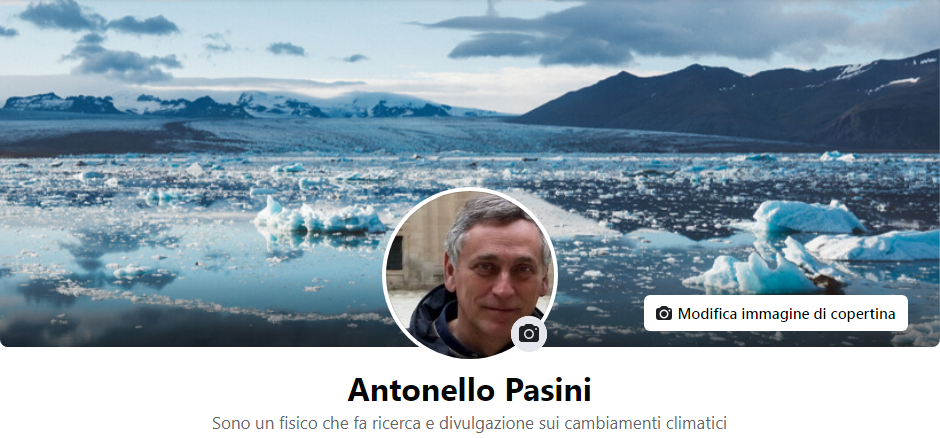 Modifica immagine di copertina
Antonello Pasini
Sono un fisico che fa ricerca e divulgazione sui cambiamenti climatici